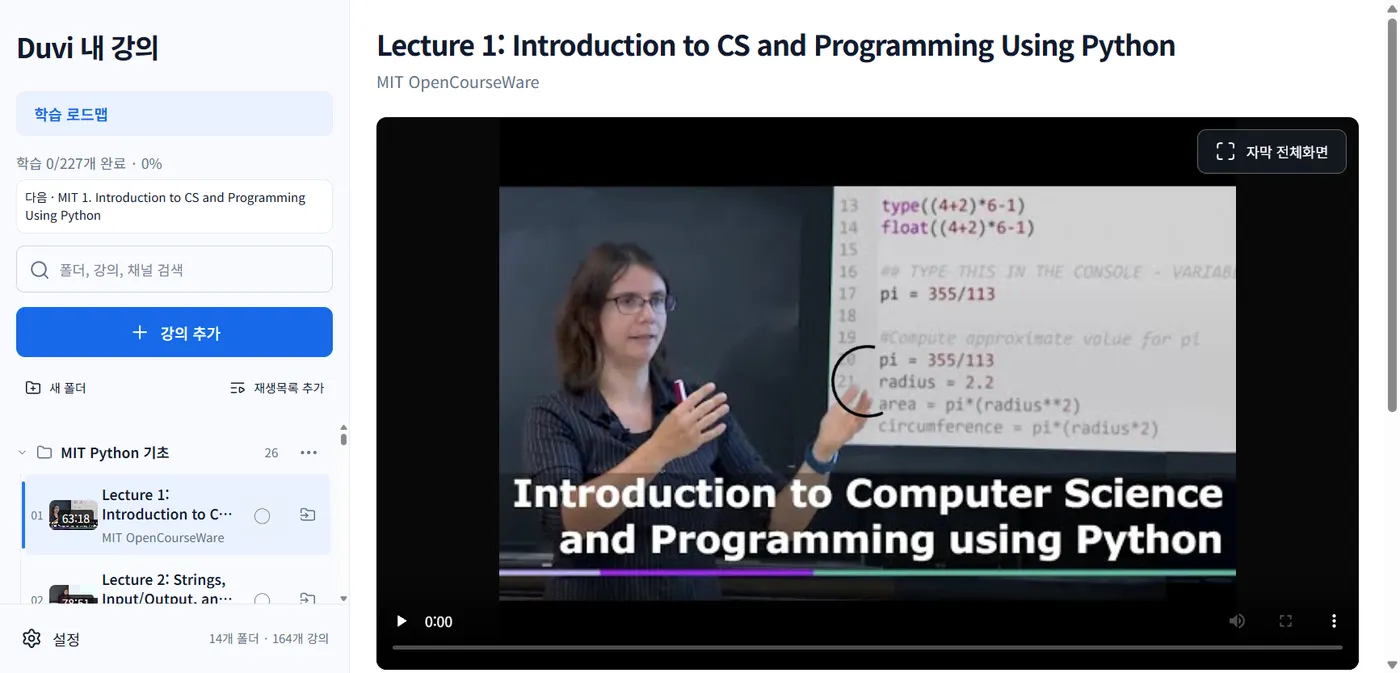 Duvi 내 강의
학습 로드맵
학습 0/227개 완료 · 0%
다음 · MIT 1. Introduction to CS and Programming
Using Python
폴더, 강의, 채널 검색
강의 추가
새 폴더
재생목록 추가
MIT Python 기초
26
01
63:18
Lecture 1:
Introduction to C…
MIT OpenCourseWare
02
Lecture 2: Strings,
Input/Output, an…
설정
14개 폴더 · 164개 강의
Lecture 1: Introduction to CS and Programming Using Python
MIT OpenCourseWare
자막 전체화면
13 type((4+2)*6-1)
14 float((4+2)*6-1)
15
16 ## TYPE THIS IN THE CONSOLE - VARIAB
17 pi = 355/113
18
19 #Compute approximate value for pi
20 pi = 355/113
21 radius = 2.2
area = pi*(radius**2)
circumference = pi*(radius*2)
Introduction to Computer Science
and Programming using Python
0:00